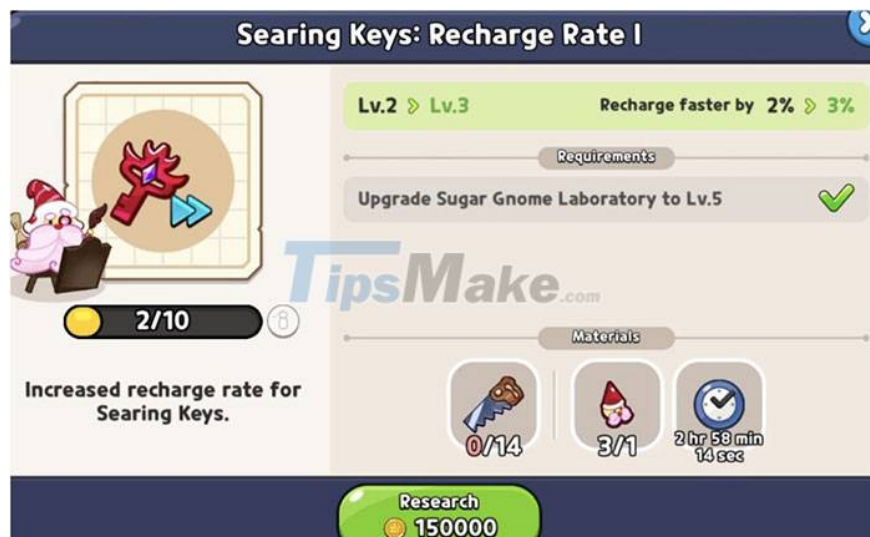 Searing Keys: Recharge Rate I
Lv.2 > Lv.3 Recharge faster by 2% > 3%
Requirements
Upgrade Sugar Gnome Laboratory to Lv.5
TipsMake.com
2/10
Increased recharge rate for
Searing Keys.
Materials
0/14
3/1
2 hr 58 min
14 sec
Research
150000